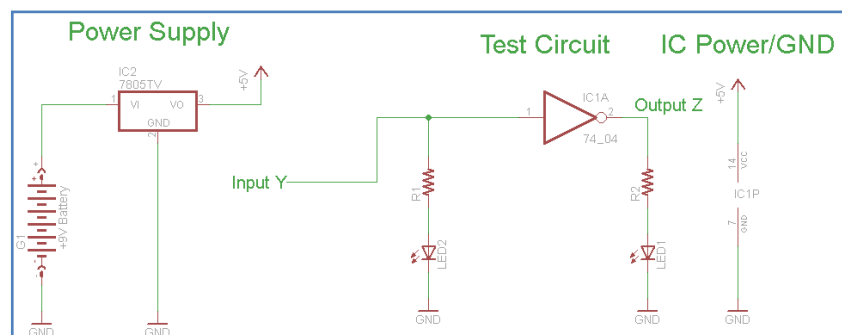 Power Supply
Test Circuit
IC Power/GND
IC2
7805TV
1
VI
VO
3
GND
2
+5V
G1
+9V Battery
+
+
-
-
GND
GND
Input Y
R1
LED2
GND
1
IC1A
2
74_04
Output Z
R2
LED1
GND
+5V
14
VCC
IC1P
7
GND
GND